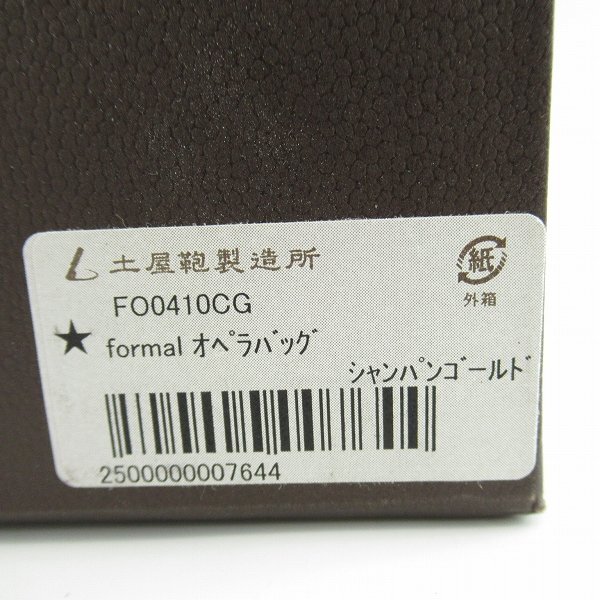 土屋鞄製造所
紙
外箱
FO0410CG
★ formal オペラバッグ
シャンパンゴールド
2500000007644